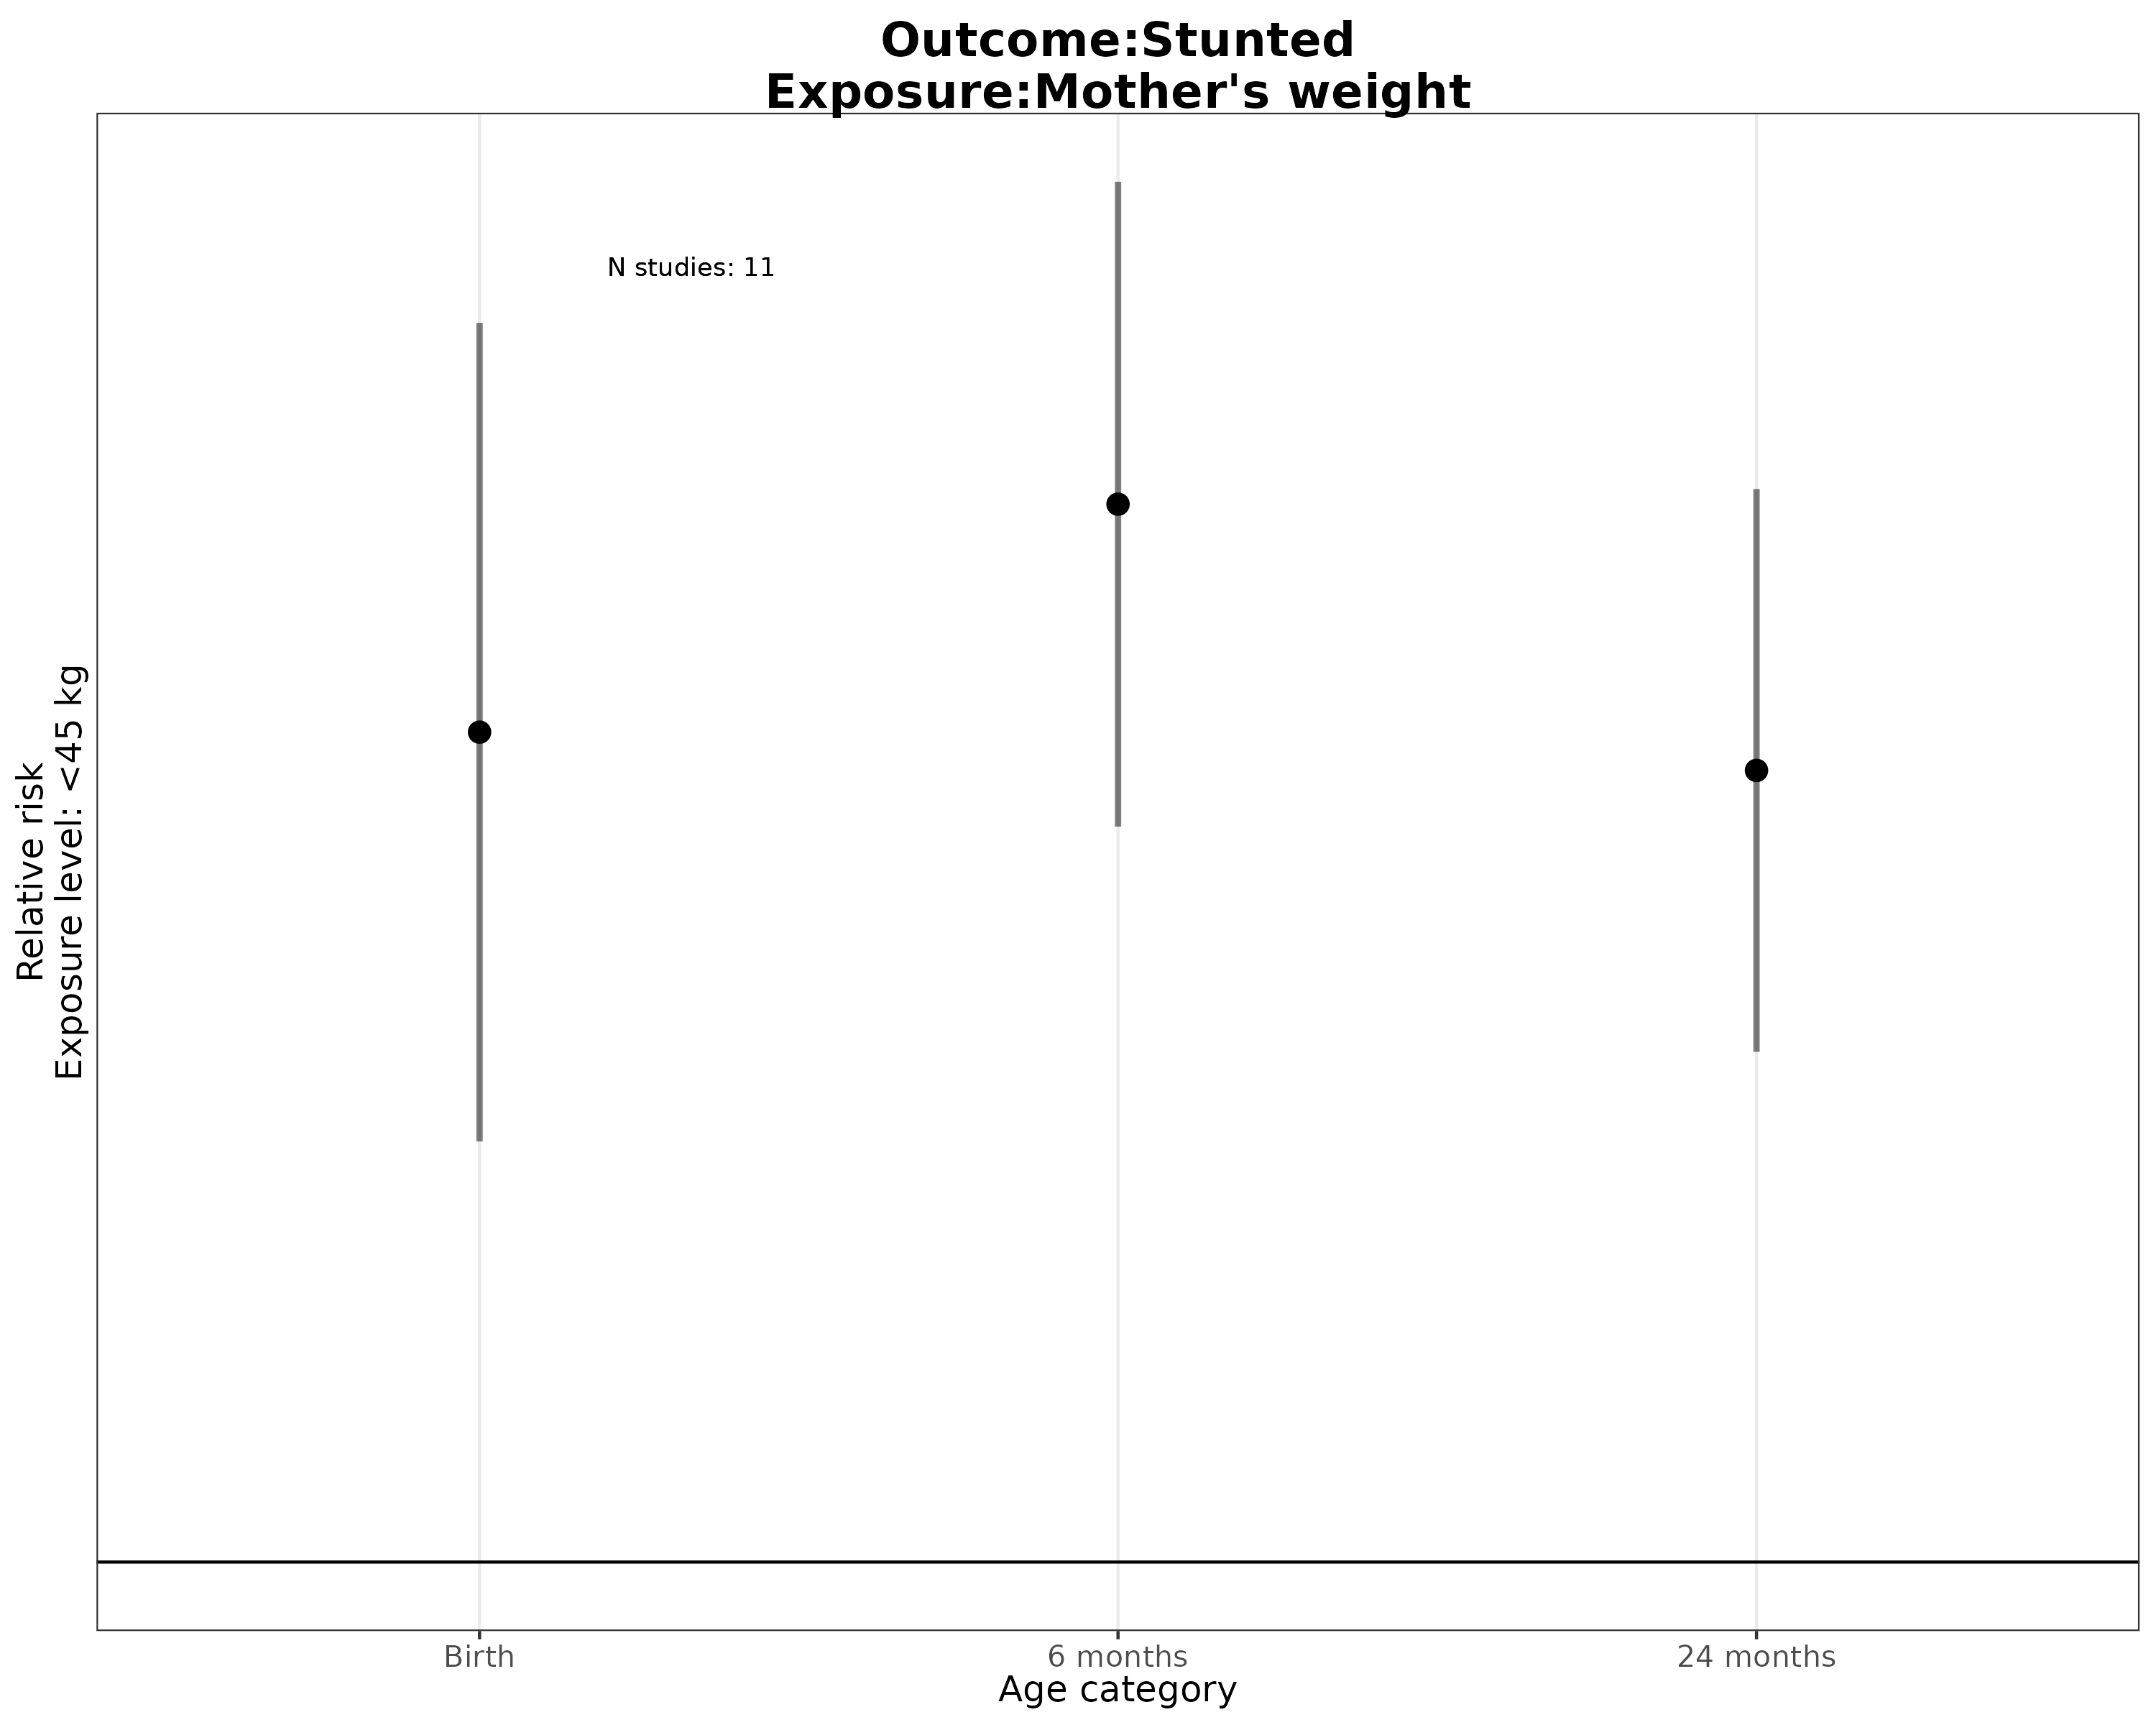 Outcome:Stunted
Exposure:Mother's weight
N studies: 11
Relative risk
Exposure level: <45 kg
Birth
6 months
24 months
Age category